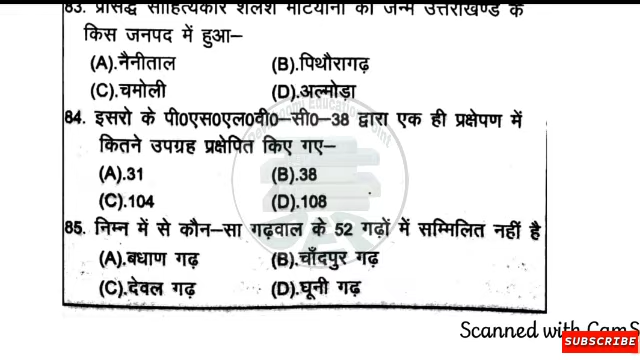 83. प्रसिद्ध साहित्यकार शैलेश मटियानी का जन्म उत्तराखण्ड के
किस जनपद में हुआ–
(A).नैनीताल (B).पिथौरागढ़
(C).चमोली (D).अल्मोड़ा
84. इसरो के पी0एस0एल0वी0–सी0–38 द्वारा एक ही प्रक्षेपण में
कितने उपग्रह प्रक्षेपित किए गए–
(A).31 (B).38
(C).104 (D).108
85. निम्न में से कौन–सा गढ़वाल के 52 गढ़ों में सम्मिलित नहीं है
(A).बधाण गढ़ (B).चाँदपुर गढ़
(C).देवल गढ़ (D).घूनी गढ़
Scanned with CamS
SUBSCRIBE